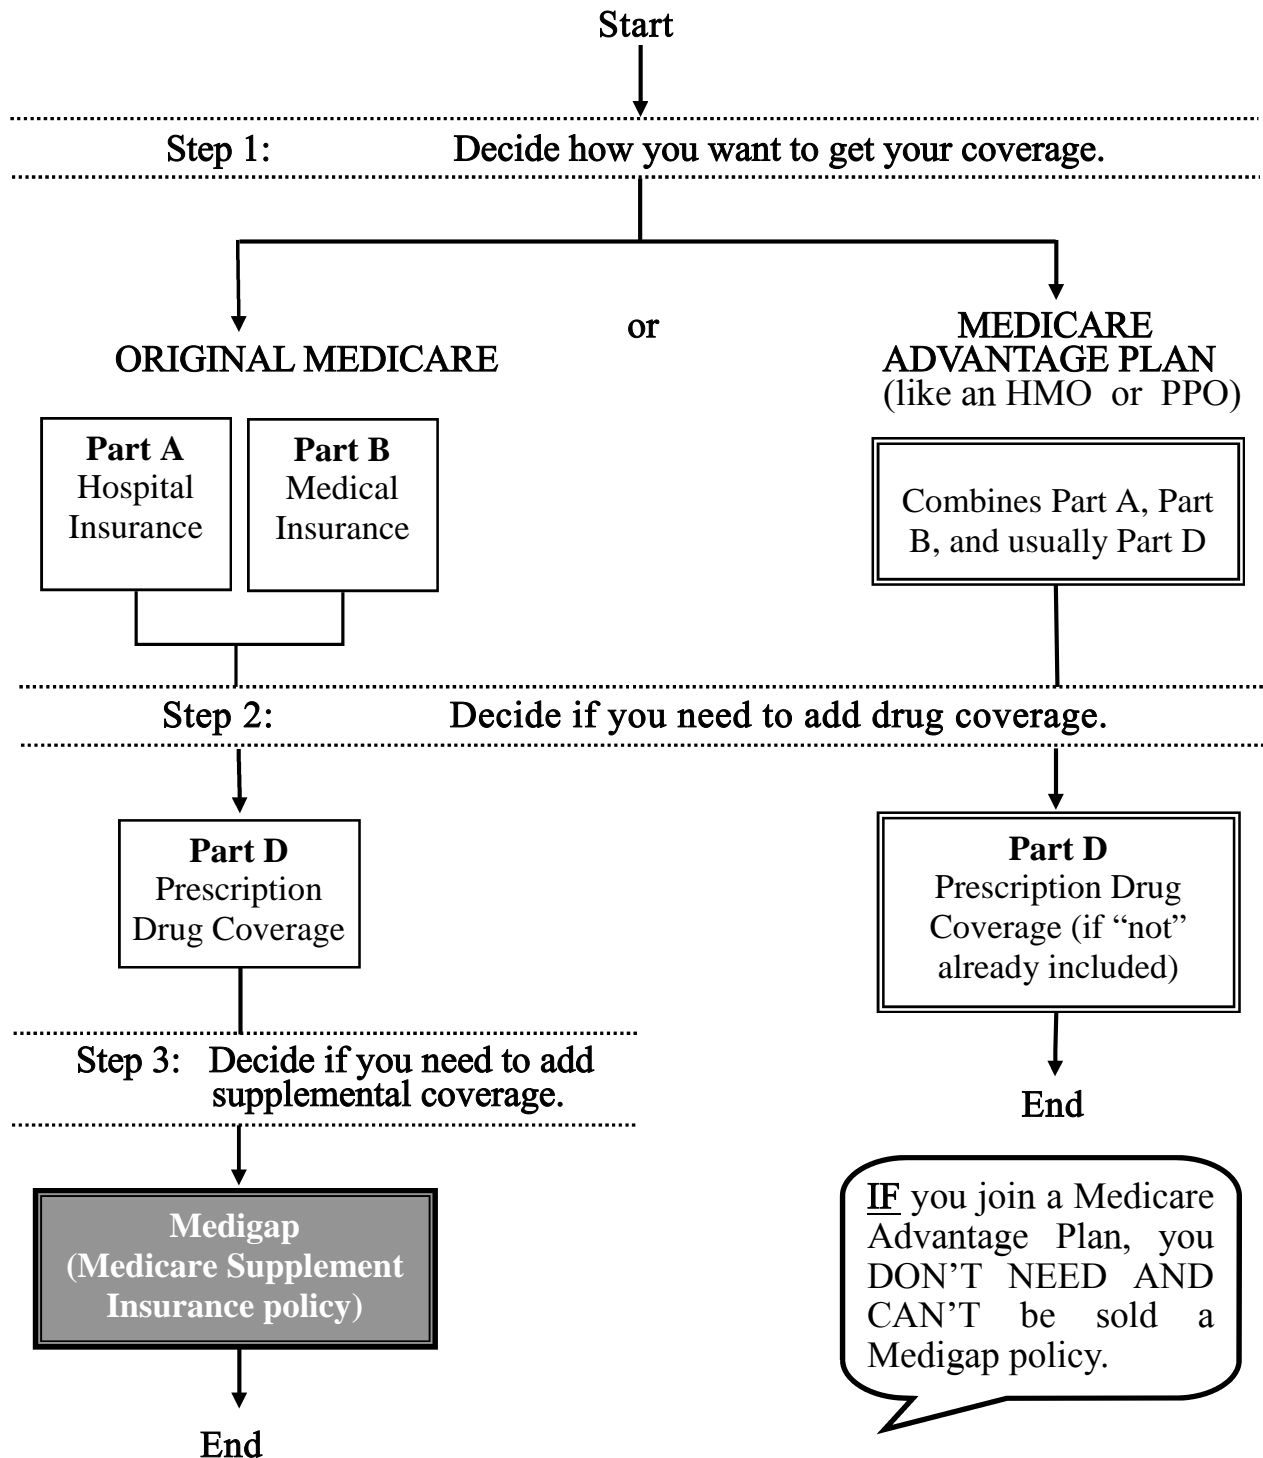 Start
Step 1: Decide how you want to get your coverage.
ORIGINAL MEDICARE
or
MEDICARE
ADVANTAGE PLAN
(like an HMO or PPO)
Part A
Hospital
Insurance
Part B
Medical
Insurance
Combines Part A, Part
B, and usually Part D
Step 2: Decide if you need to add drug coverage.
Part D
Prescription
Drug Coverage
Part D
Prescription Drug
Coverage (if “not”
already included)
Step 3: Decide if you need to add
supplemental coverage.
End
Medigap
(Medicare Supplement
Insurance policy)
End
IF you join a Medicare
Advantage Plan, you
DON’T NEED AND
CAN’T be sold a
Medigap policy.